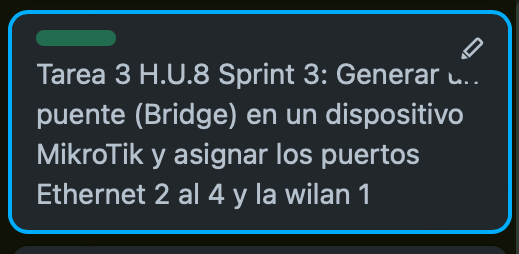 Tarea 3 H.U.8 Sprint 3: Generar un
puente (Bridge) en un dispositivo
MikroTik y asignar los puertos
Ethernet 2 al 4 y la wilan 1